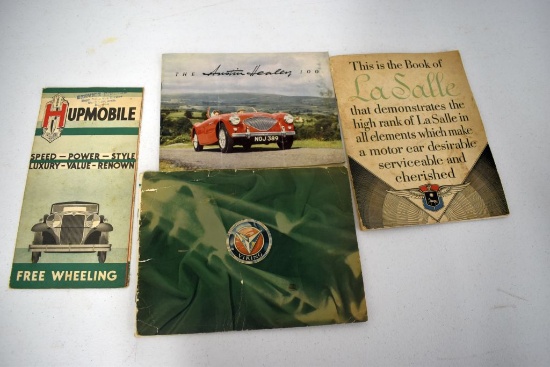 HUPMOBILE
SPEED – POWER – STYLE
LUXURY – VALUE – RENOWN
FREE WHEELING
THE Austin Healey 100
NOJ 389
VIKING
This is the Book of
LaSalle
that demonstrates the
high rank of La Salle in
all elements which make
a motor car desirable
serviceable and
cherished